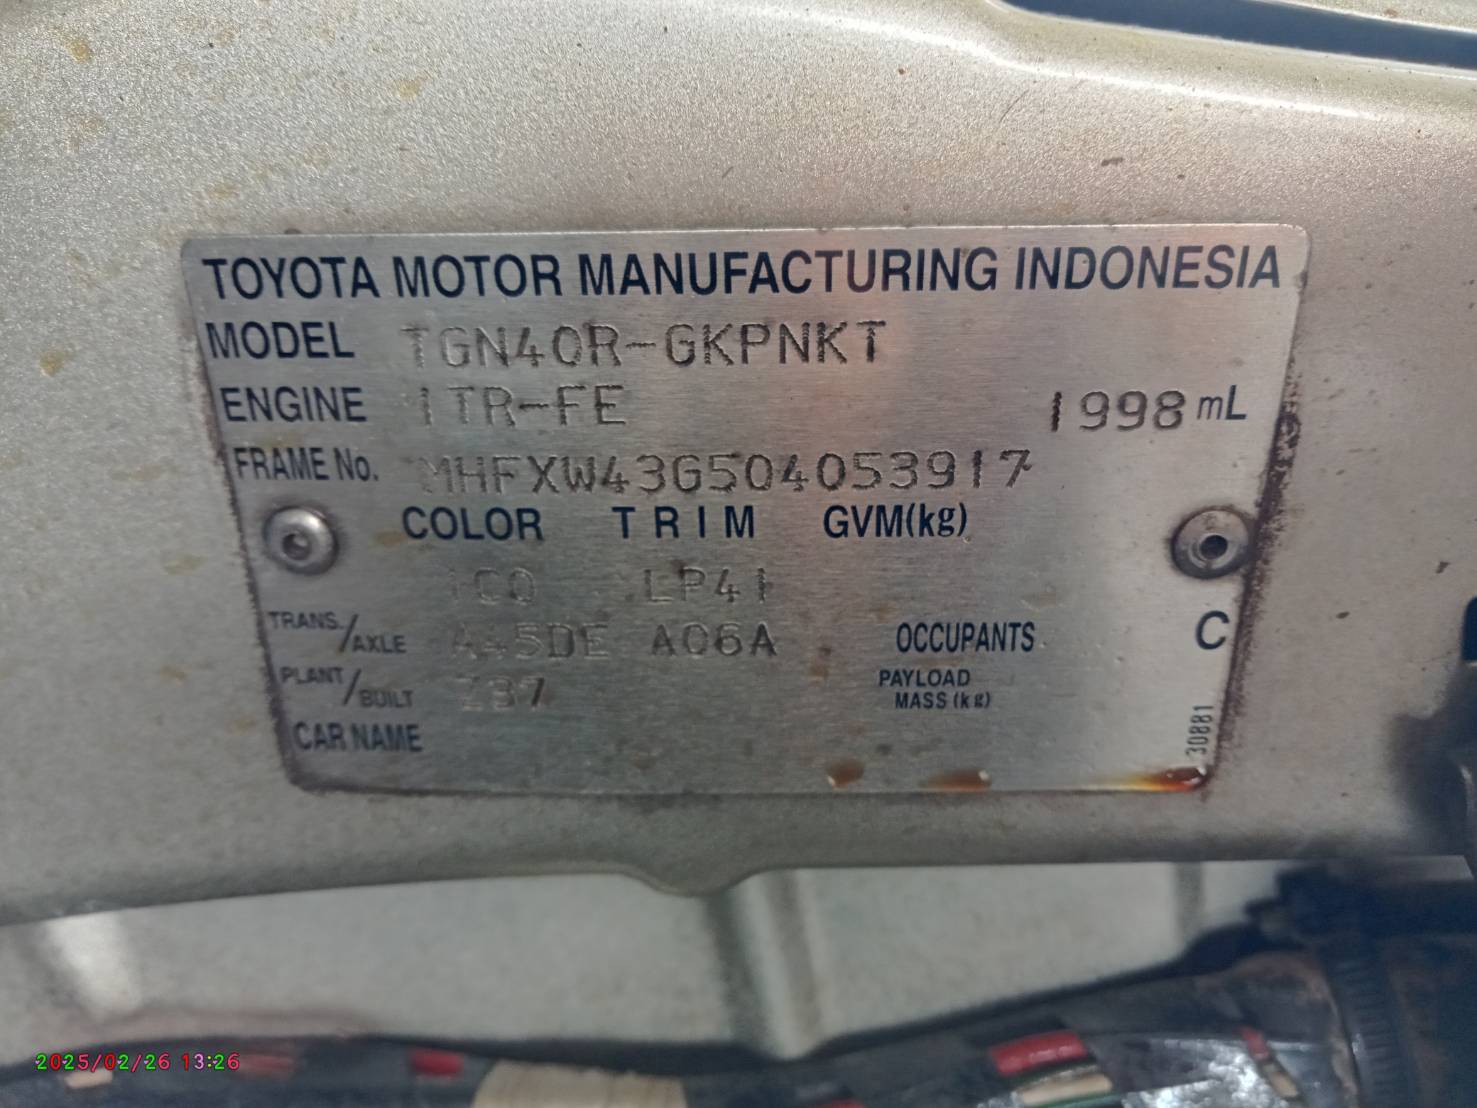 TOYOTA MOTOR MANUFACTURING INDONESIA
MODEL TGN40R-GKPNKT
ENGINE 1TR-FE 1998 mL
FRAME No. MHFXW43G504053917
COLOR TRIM GVM(kg)
1C0 LP41
TRANS./AXLE A45DE A06A OCCUPANTS C
PLANT/BUILT Z37 PAYLOAD MASS (kg)
CAR NAME
30881
2025/02/26 13:26